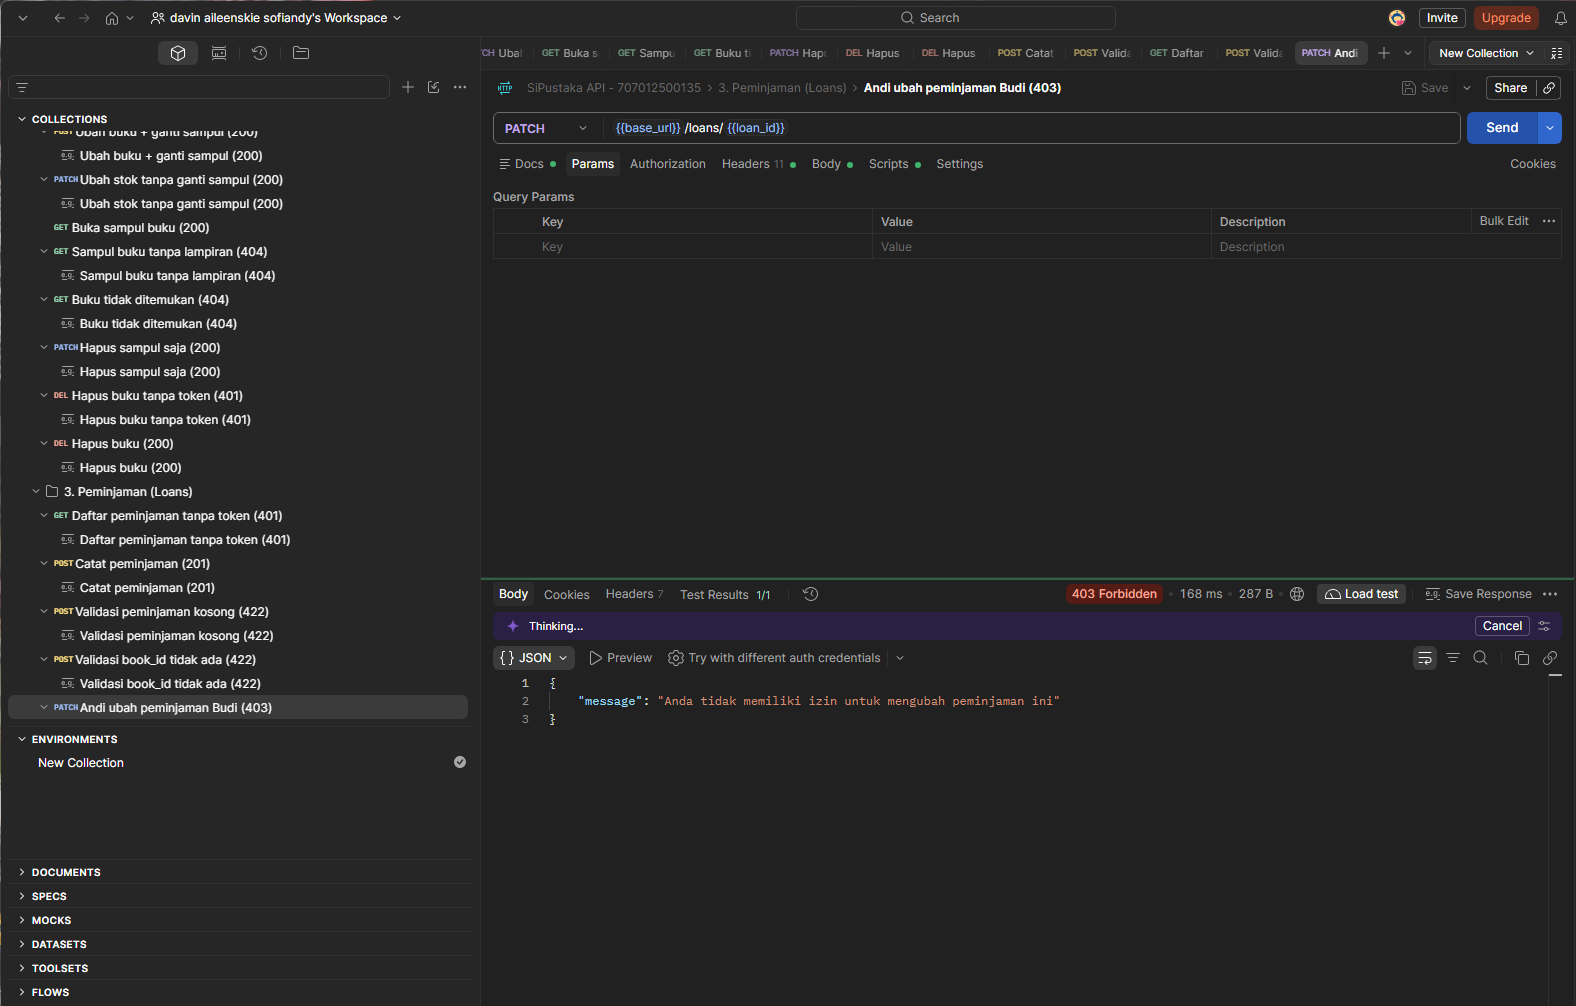 davin aileenskie sofiandy's Workspace
Search
Invite
Upgrade
CH Ubal
GET Buka s
GET Sampu
GET Buku ti
PATCH Hapu
DEL Hapus
DEL Hapus
POST Catat
POST Valida
GET Daftar
POST Valida
PATCH Andi
New Collection
SiPustaka API - 707012500135 > 3. Peminjaman (Loans) > Andi ubah peminjaman Budi (403)
Save
Share
COLLECTIONS
POST Ubah buku + ganti sampul (200)
e.g. Ubah buku + ganti sampul (200)
PATCH Ubah stok tanpa ganti sampul (200)
e.g. Ubah stok tanpa ganti sampul (200)
GET Buka sampul buku (200)
GET Sampul buku tanpa lampiran (404)
e.g. Sampul buku tanpa lampiran (404)
GET Buku tidak ditemukan (404)
e.g. Buku tidak ditemukan (404)
PATCH Hapus sampul saja (200)
e.g. Hapus sampul saja (200)
DEL Hapus buku tanpa token (401)
e.g. Hapus buku tanpa token (401)
DEL Hapus buku (200)
e.g. Hapus buku (200)
3. Peminjaman (Loans)
GET Daftar peminjaman tanpa token (401)
e.g. Daftar peminjaman tanpa token (401)
POST Catat peminjaman (201)
e.g. Catat peminjaman (201)
POST Validasi peminjaman kosong (422)
e.g. Validasi peminjaman kosong (422)
POST Validasi book_id tidak ada (422)
e.g. Validasi book_id tidak ada (422)
PATCH Andi ubah peminjaman Budi (403)
ENVIRONMENTS
New Collection
DOCUMENTS
SPECS
MOCKS
DATASETS
TOOLSETS
FLOWS
HTTP
PATCH
{{base_url}} /loans/ {{loan_id}}
Send
Docs
Params
Authorization
Headers 11
Body
Scripts
Settings
Cookies
Query Params
Key
Value
Description
Bulk Edit
Key
Value
Description
Body
Cookies
Headers 7
Test Results 1/1
403 Forbidden
168 ms
287 B
Load test
e.g. Save Response
Thinking...
Cancel
{} JSON
Preview
Try with different auth credentials
1 {
2 "message": "Anda tidak memiliki izin untuk mengubah peminjaman ini"
3 }